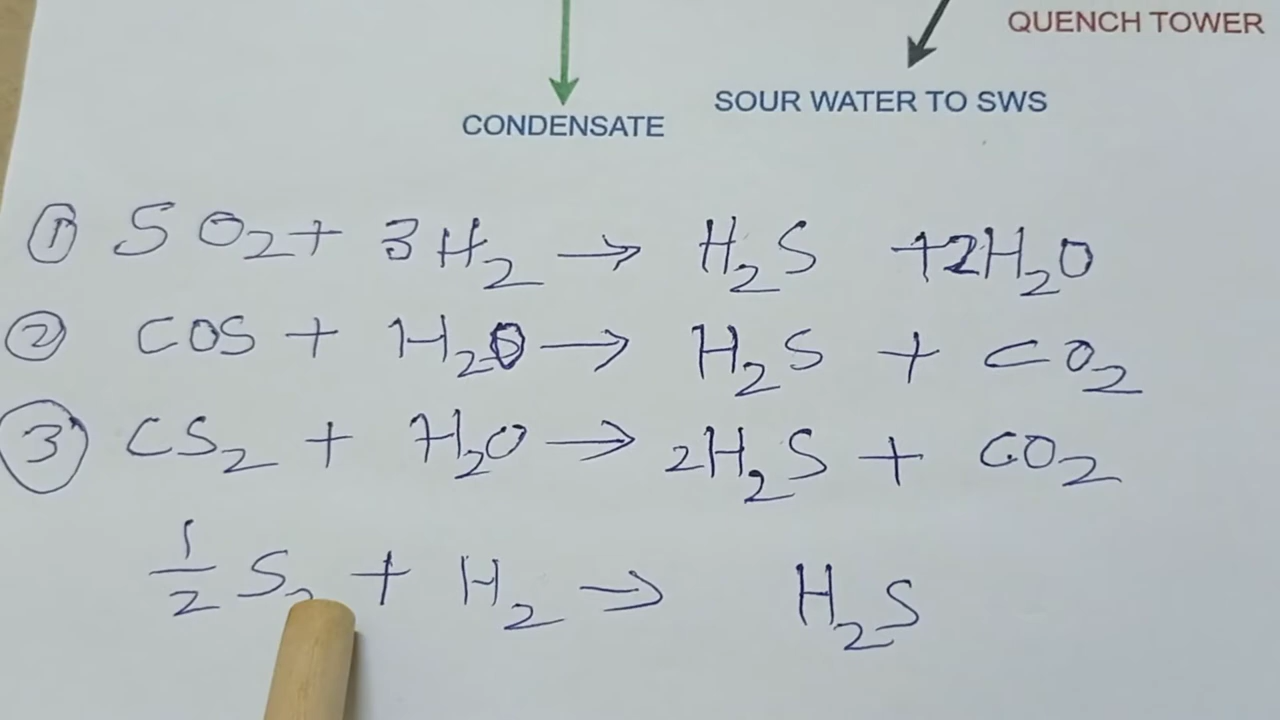 QUENCH TOWER
SOUR WATER TO SWS
CONDENSATE
① SO₂ + 3H₂ → H₂S + 2H₂O
② COS + H₂O → H₂S + CO₂
③ CS₂ + H₂O → 2H₂S + CO₂
½ S₂ + H₂ → H₂S